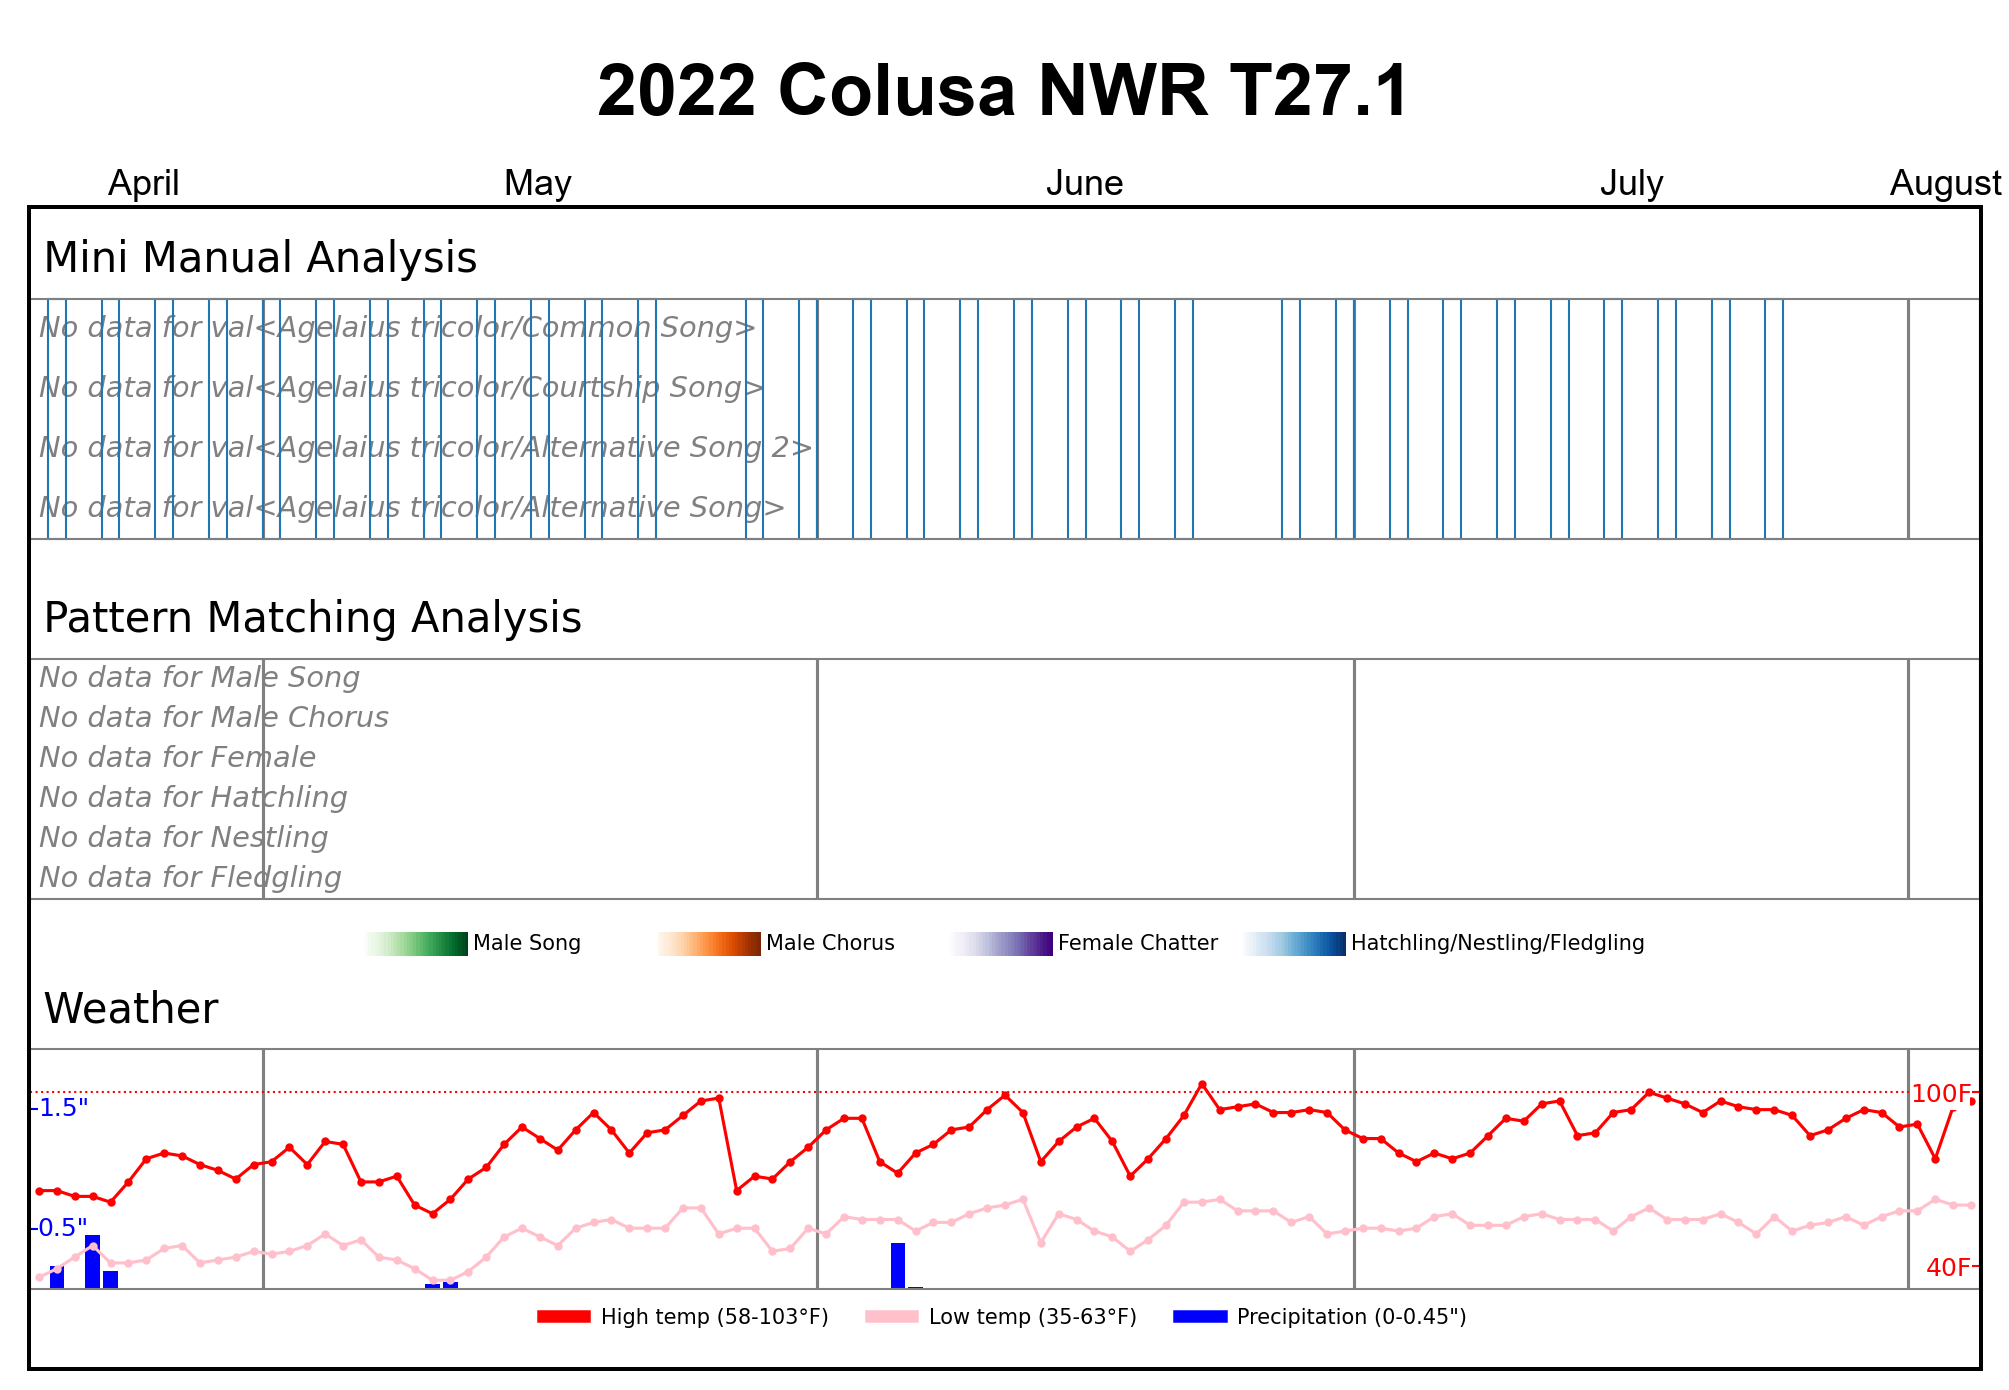 2022 Colusa NWR T27.1
April May June July August
Mini Manual Analysis
No data for val<Agelaius tricolor/Common Song>
No data for val<Agelaius tricolor/Courtship Song>
No data for val<Agelaius tricolor/Alternative Song 2>
No data for val<Agelaius tricolor/Alternative Song>
Pattern Matching Analysis
No data for Male Song
No data for Male Chorus
No data for Female
No data for Hatchling
No data for Nestling
No data for Fledgling
Male Song Male Chorus Female Chatter Hatchling/Nestling/Fledgling
Weather
1.5" 100F
0.5" 40F
High temp (58-103°F) Low temp (35-63°F) Precipitation (0-0.45")